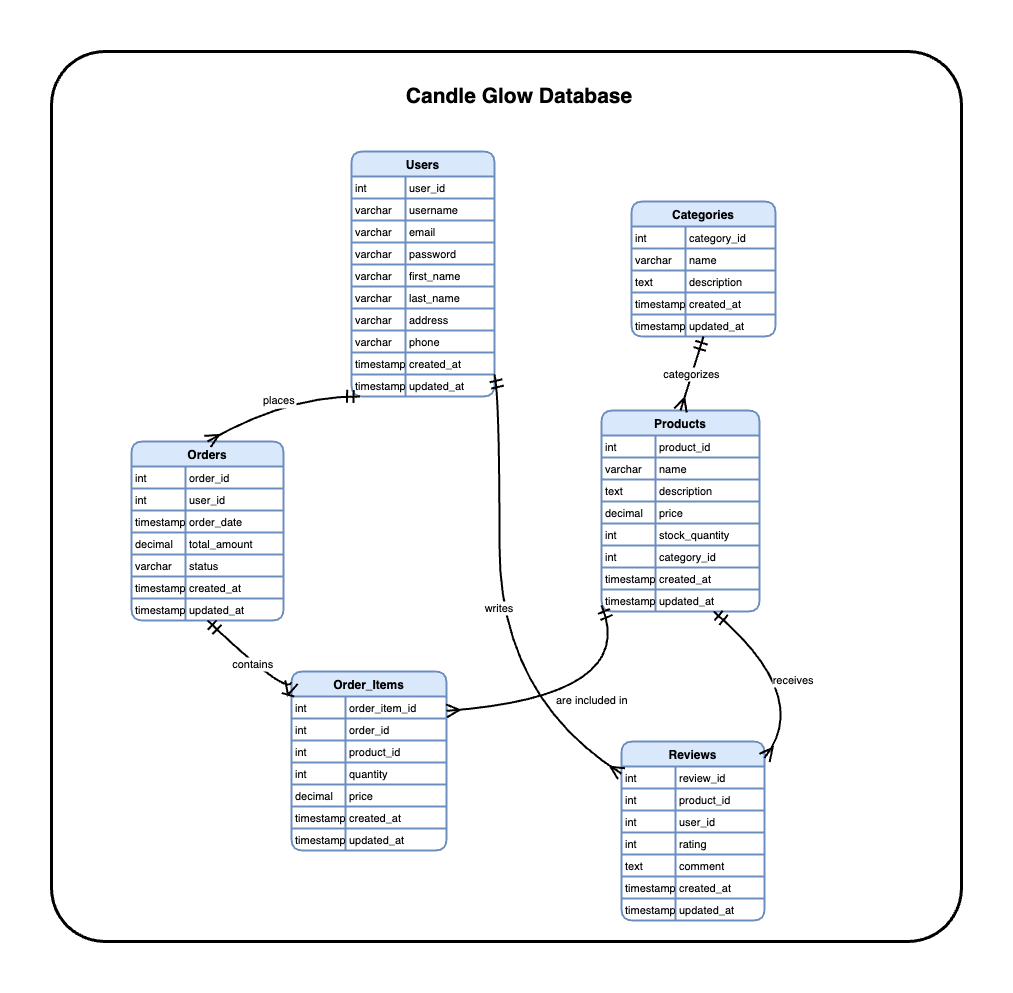 Candle Glow Database
Users
int user_id
varchar username
varchar email
varchar password
varchar first_name
varchar last_name
varchar address
varchar phone
timestamp created_at
timestamp updated_at
Categories
int category_id
varchar name
text description
timestamp created_at
timestamp updated_at
categorizes
places
Orders
int order_id
int user_id
timestamp order_date
decimal total_amount
varchar status
timestamp created_at
timestamp updated_at
Products
int product_id
varchar name
text description
decimal price
int stock_quantity
int category_id
timestamp created_at
timestamp updated_at
writes
contains
are included in
receives
Order_Items
int order_item_id
int order_id
int product_id
int quantity
decimal price
timestamp created_at
timestamp updated_at
Reviews
int review_id
int product_id
int user_id
int rating
text comment
timestamp created_at
timestamp updated_at